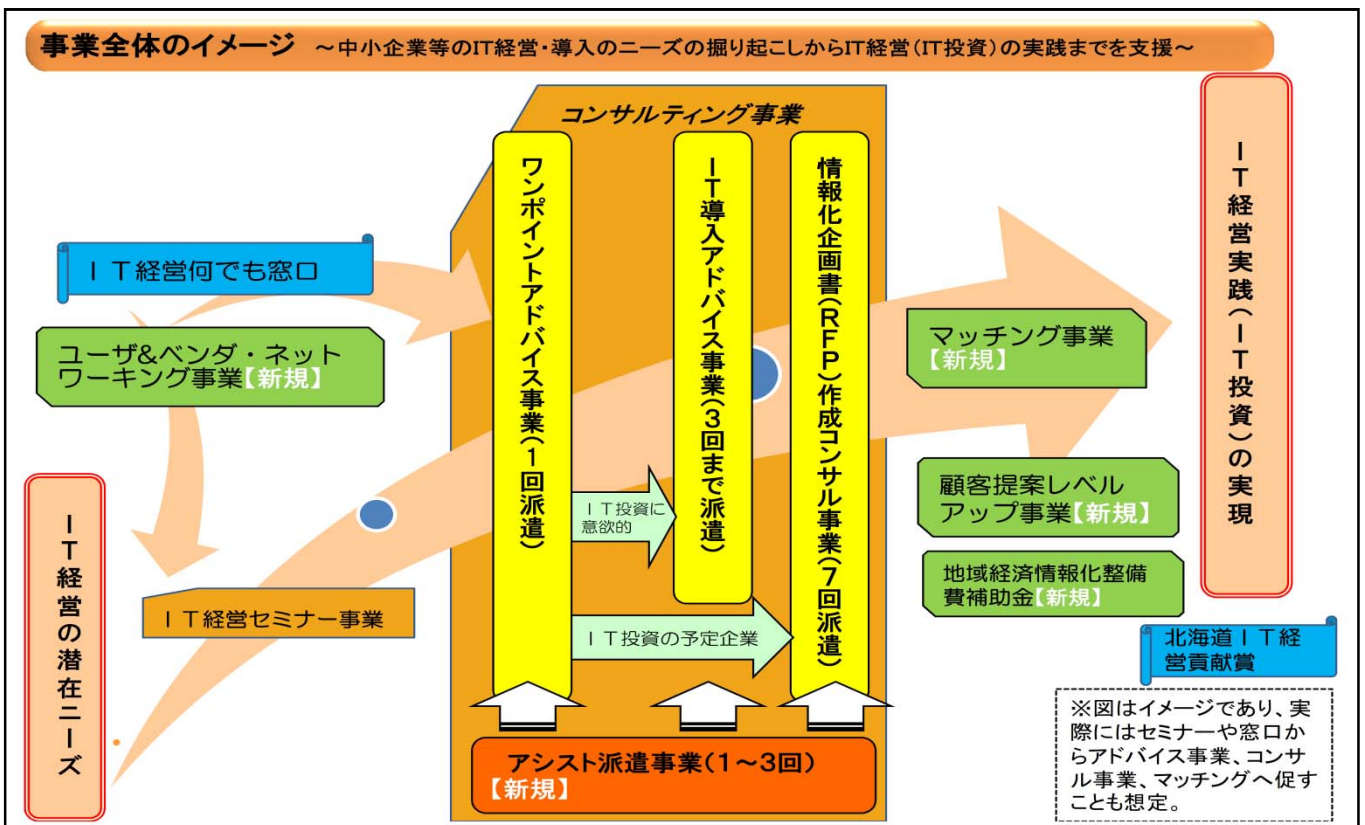 事業全体のイメージ ～中小企業等のIT経営・導入のニーズの掘り起こしからIT経営(IT投資)の実践までを支援～
コンサルティング事業
ＩＴ経営何でも窓口
ユーザ&ベンダ・ネット
ワーキング事業【新規】
ＩＴ経営の潜在ニーズ
ＩＴ経営セミナー事業
ワンポイントアドバイス事業(１回派遣)
ＩＴ投資に
意欲的
ＩＴ投資の予定企業
ＩＴ導入アドバイス事業(３回まで派遣)
情報化企画書(ＲＦＰ)作成コンサル事業(７回派遣)
アシスト派遣事業(１～３回)
【新規】
マッチング事業
【新規】
顧客提案レベル
アップ事業【新規】
地域経済情報化整備
費補助金【新規】
ＩＴ経営実践(ＩＴ投資)の実現
北海道ＩＴ経
営貢献賞
※図はイメージであり、実
際にはセミナーや窓口か
らアドバイス事業、コンサ
ル事業、マッチングへ促す
ことも想定。